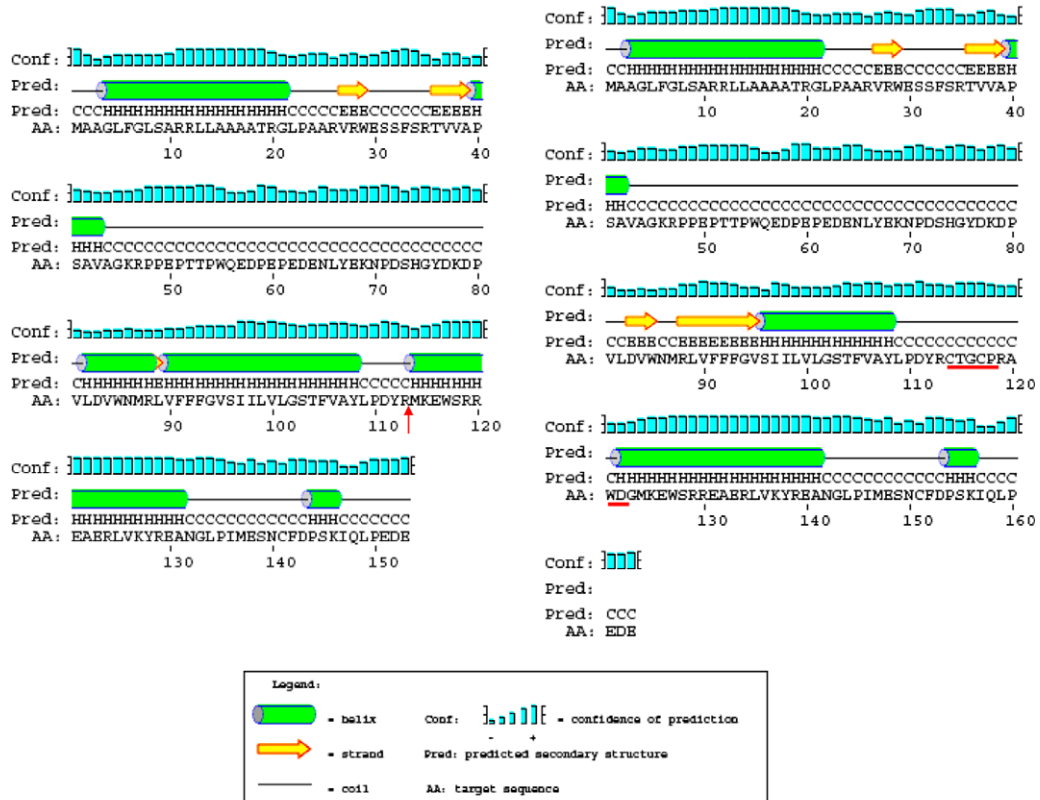 Conf:
Pred:
Pred: CCCHHHHHHHHHHHHHHHHHHCCCCCEEECCCCCCEEEEH
AA: MAAGLFGLSARRLLAAAATRGLPAARVRWESSFSRTVVAP
10 20 30 40
Conf:
Pred:
Pred: HHHCCCCCCCCCCCCCCCCCCCCCCCCCCCCCCCCCCCCC
AA: SAVAGKRPPEPTTPWQEDPEPEDENLYEKNPDSHGYDKDP
50 60 70 80
Conf:
Pred:
Pred: CHHHHHHHEHHHHHHHHHHHHHHHHHHHCCCCCHHHHHHH
AA: VLDVWNMRLVFFFGVSIILVLGSTFVAYLPDYRMKEWSRR
90 100 110 120
Conf:
Pred:
Pred: HHHHHHHHHHHCCCCCCCCCCCCHHHCCCCCCC
AA: EAERLVKYREANGLPIMESNCFDPSKIQLPEDE
130 140 150
Conf:
Pred:
Pred: CCHHHHHHHHHHHHHHHHHHHCCCCCEEECCCCCCEEEEH
AA: MAAGLFGLSARRLLAAAATRGLPAARVRWESSFSRTVVAP
10 20 30 40
Conf:
Pred:
Pred: HHCCCCCCCCCCCCCCCCCCCCCCCCCCCCCCCCCCCCCC
AA: SAVAGKRPPEPTTPWQEDPEPEDENLYEKNPDSHGYDKDP
50 60 70 80
Conf:
Pred:
Pred: CCEEECCEEEEEEEEHHHHHHHHHHHHHCCCCCCCCCCCC
AA: VLDVWNMRLVFFFGVSIILVLGSTFVAYLPDYRCTGCPRA
90 100 110 120
Conf:
Pred:
Pred: CHHHHHHHHHHHHHHHHHHHHCCCCCCCCCCCCHHHCCCC
AA: WDGMKEWSRREAERLVKYREANGLPIMESNCFDPSKIQLP
130 140 150 160
Conf:
Pred:
Pred: CCC
AA: EDE
Legend:
= helix Conf: = confidence of prediction
- +
= strand Pred: predicted secondary structure
= coil AA: target sequence